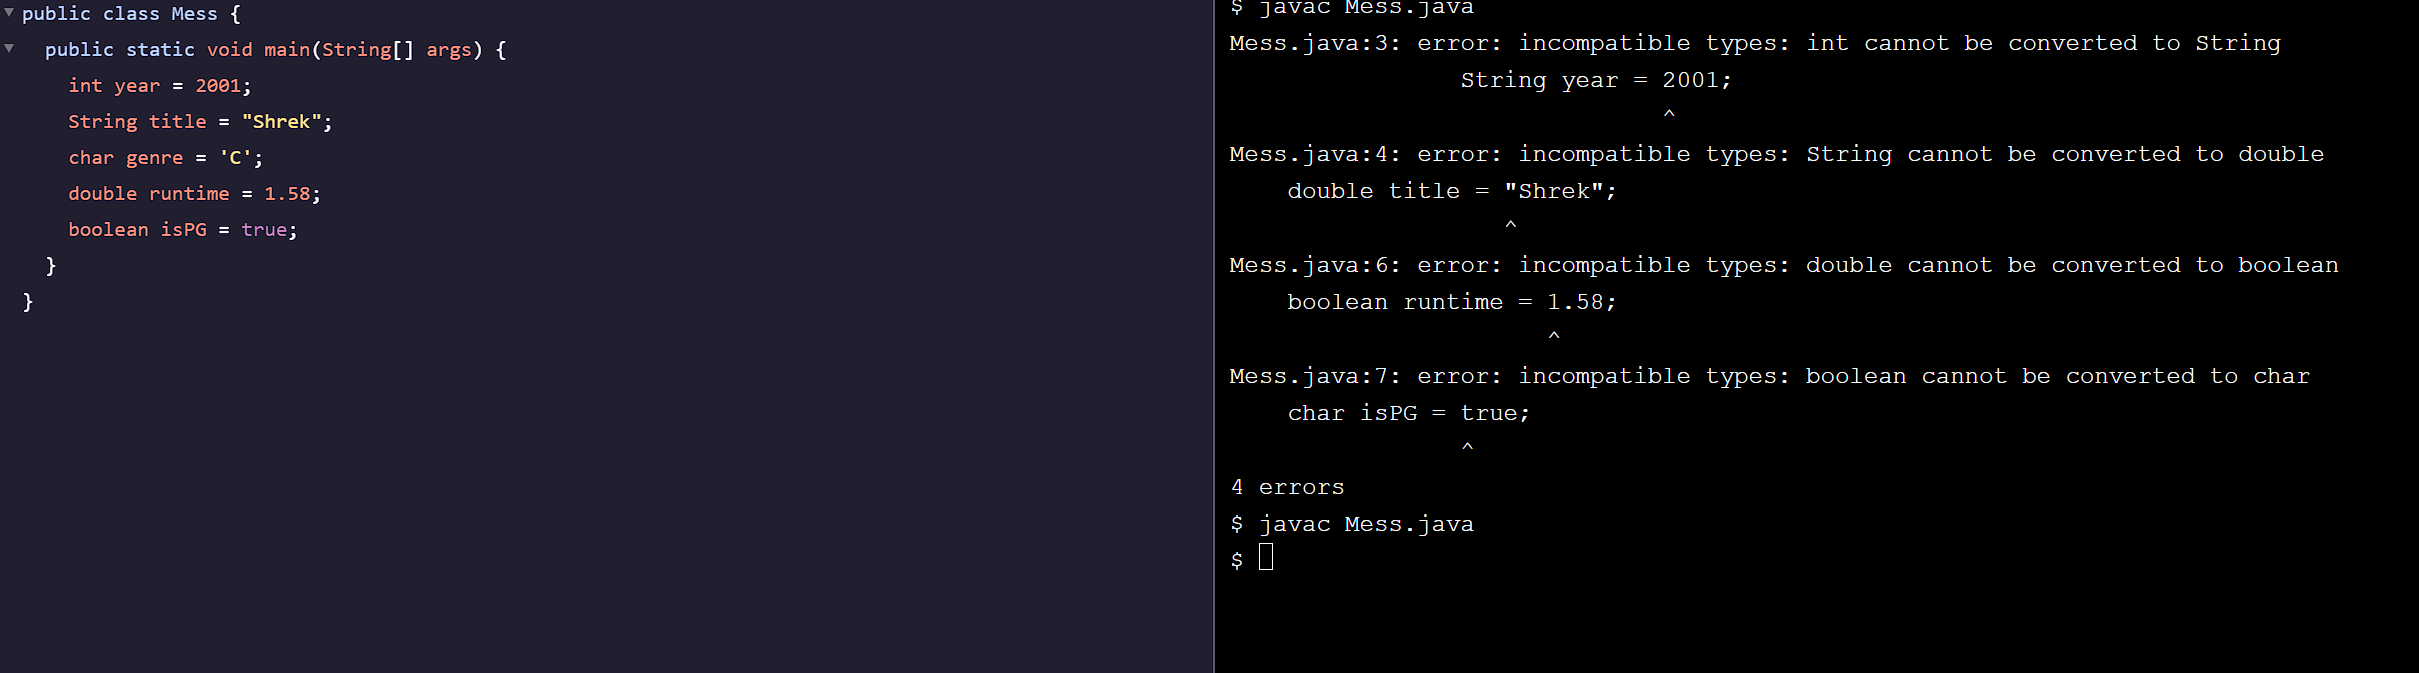 public class Mess {
public static void main(String[] args) {
int year = 2001;
String title = "Shrek";
char genre = 'C';
double runtime = 1.58;
boolean isPG = true;
}
}
$ javac Mess.java
Mess.java:3: error: incompatible types: int cannot be converted to String
String year = 2001;
^
Mess.java:4: error: incompatible types: String cannot be converted to double
double title = "Shrek";
^
Mess.java:6: error: incompatible types: double cannot be converted to boolean
boolean runtime = 1.58;
^
Mess.java:7: error: incompatible types: boolean cannot be converted to char
char isPG = true;
^
4 errors
$ javac Mess.java
$